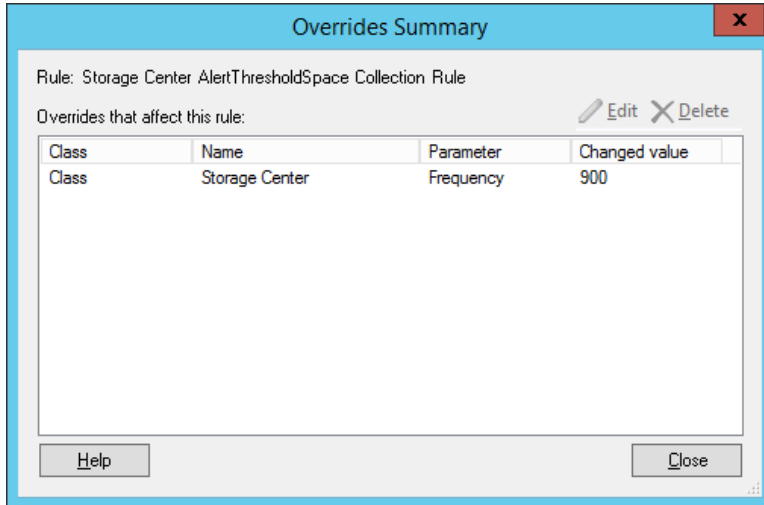 Overrides Summary
x
Rule: Storage Center AlertThresholdSpace Collection Rule
Overrides that affect this rule:
Edit Delete
Class Name Parameter Changed value
Class Storage Center Frequency 900
Help Close